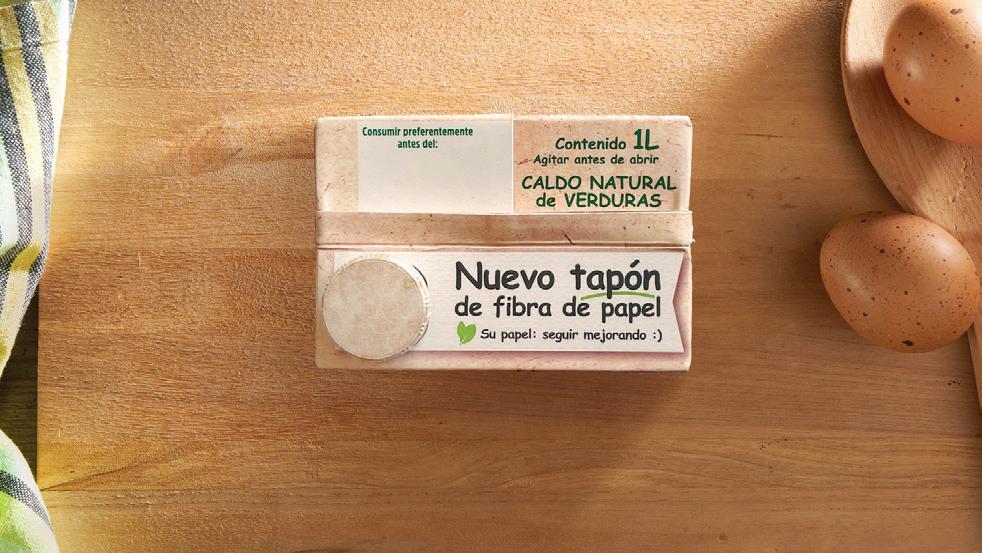 Consumir preferentemente
antes del:
Contenido 1L
Agitar antes de abrir
CALDO NATURAL
de VERDURAS
Nuevo tapón
de fibra de papel
Su papel: seguir mejorando :)